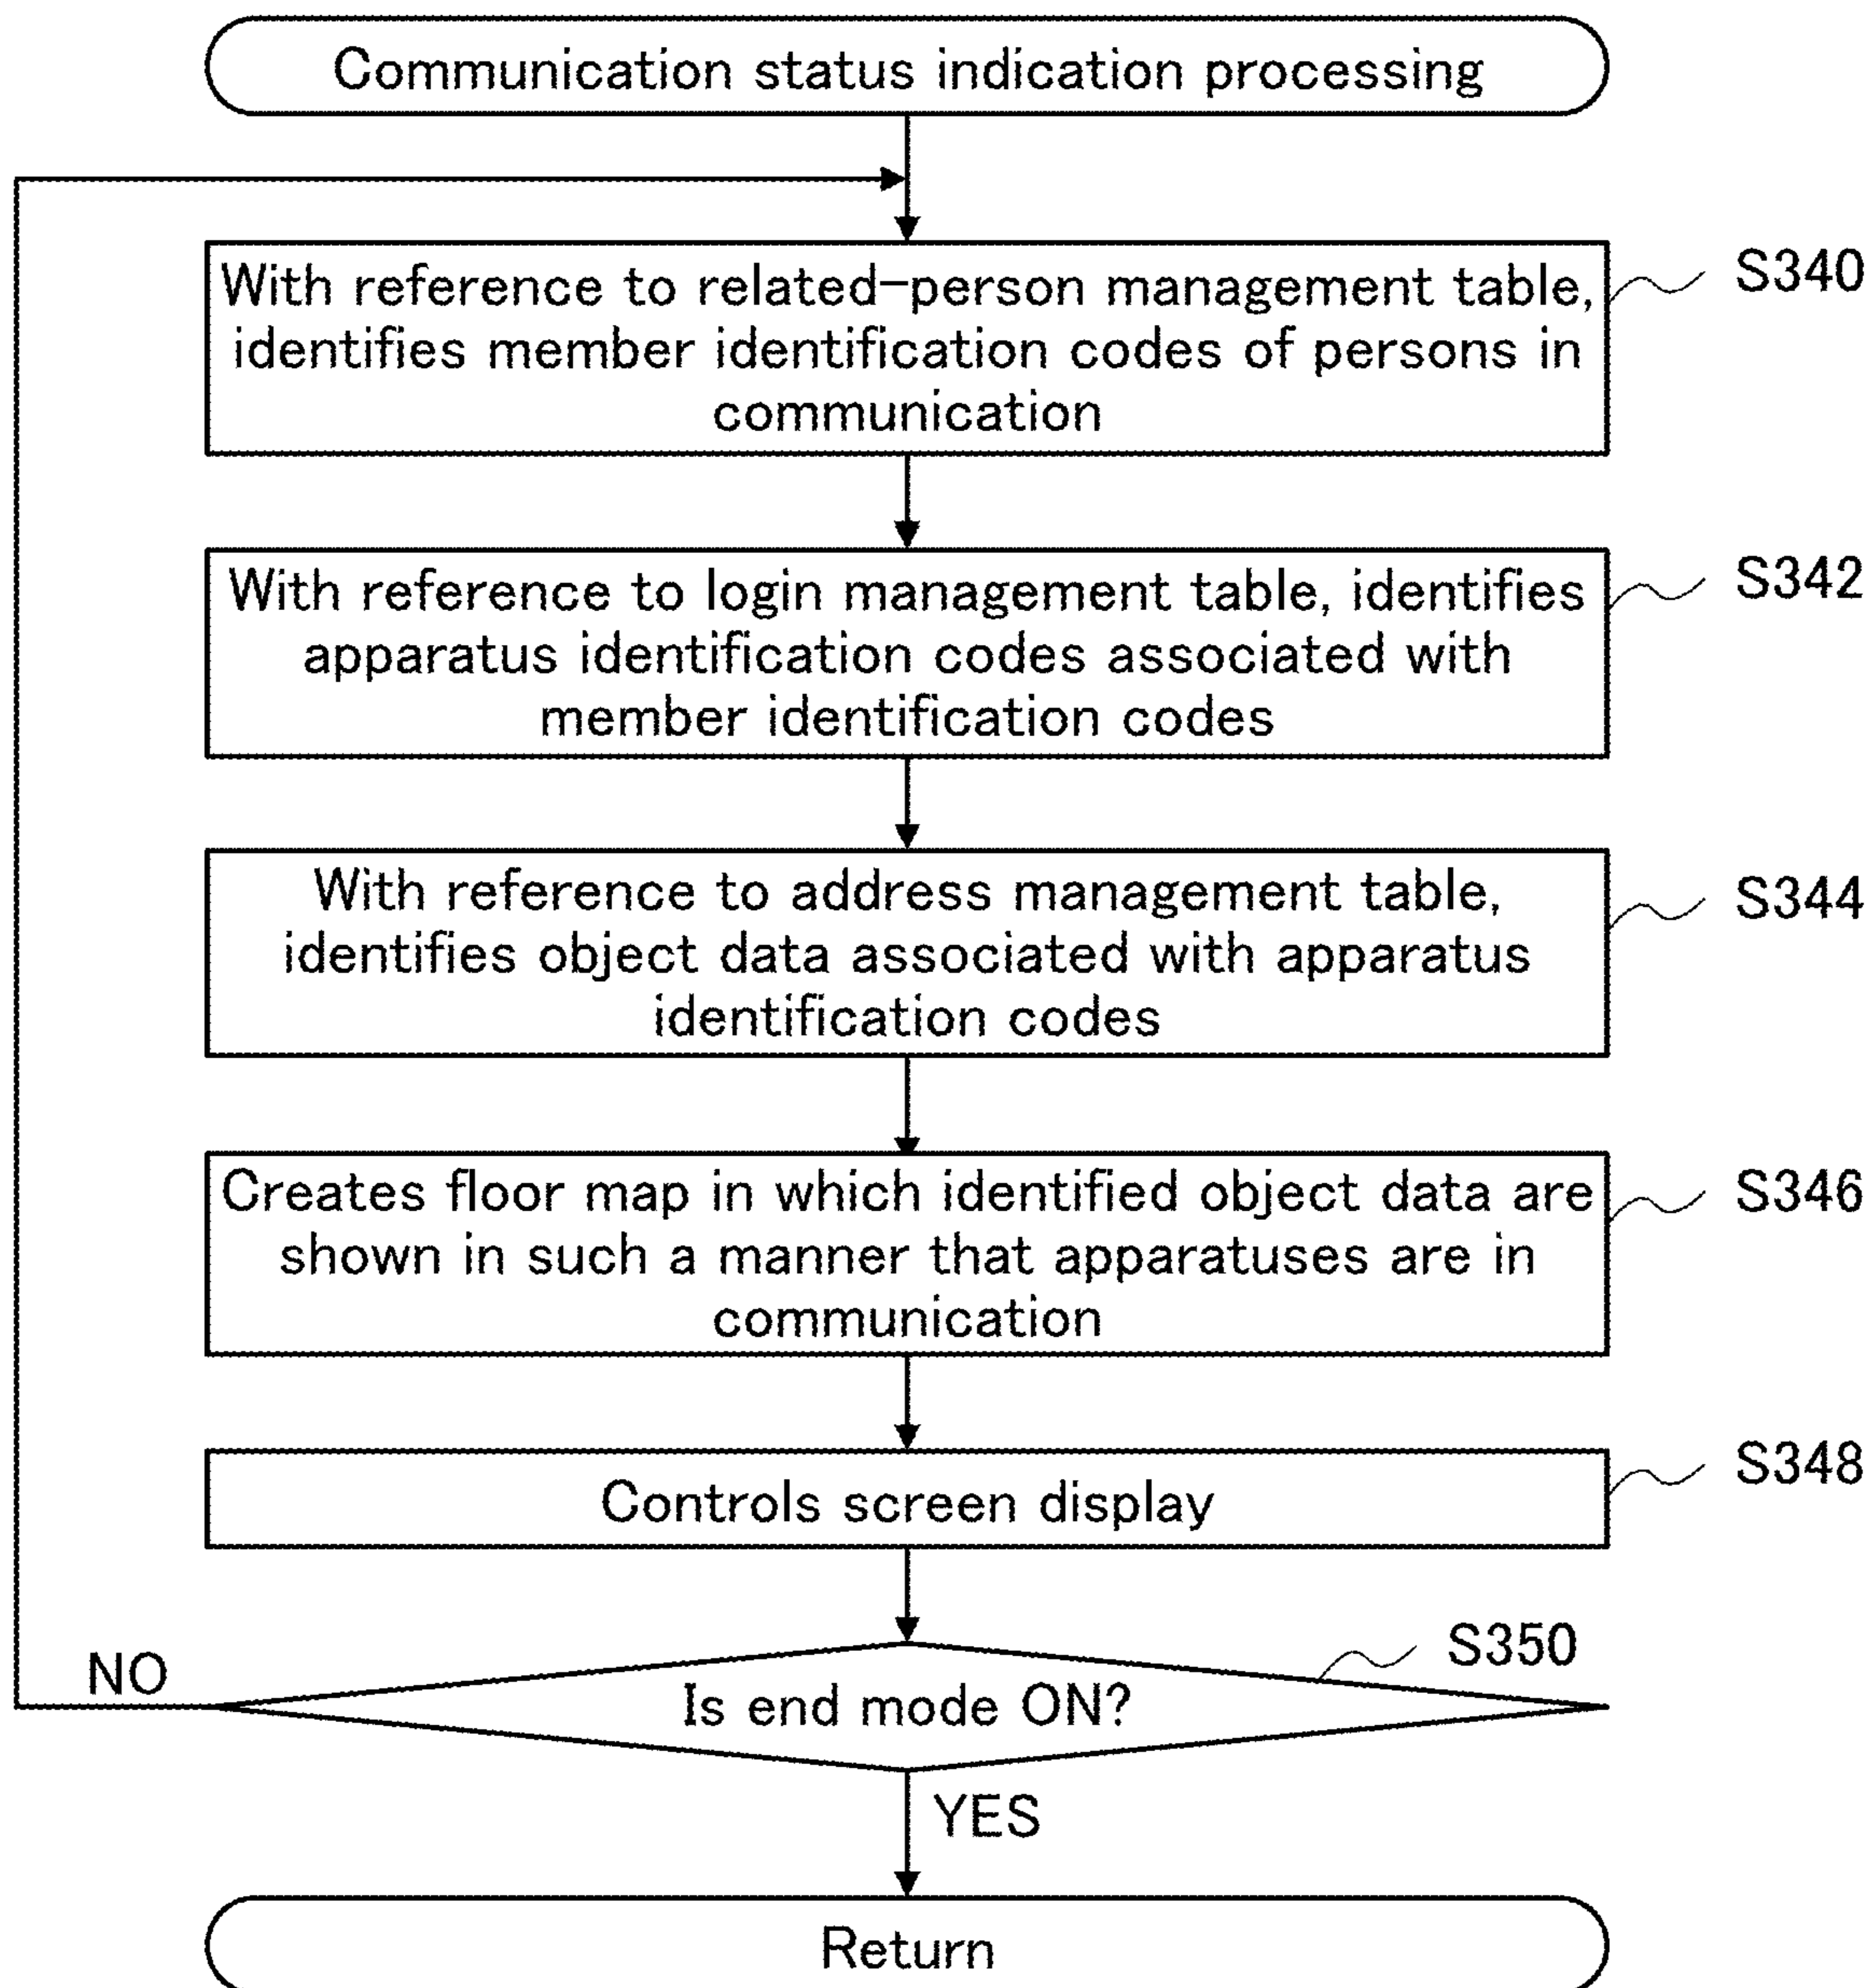 Communication status indication processing
With reference to related-person management table,
identifies member identification codes of persons in
communication
S340
With reference to login management table, identifies
apparatus identification codes associated with
member identification codes
S342
With reference to address management table,
identifies object data associated with apparatus
identification codes
S344
Creates floor map in which identified object data are
shown in such a manner that apparatuses are in
communication
S346
Controls screen display
S348
Is end mode ON?
S350
NO
YES
Return